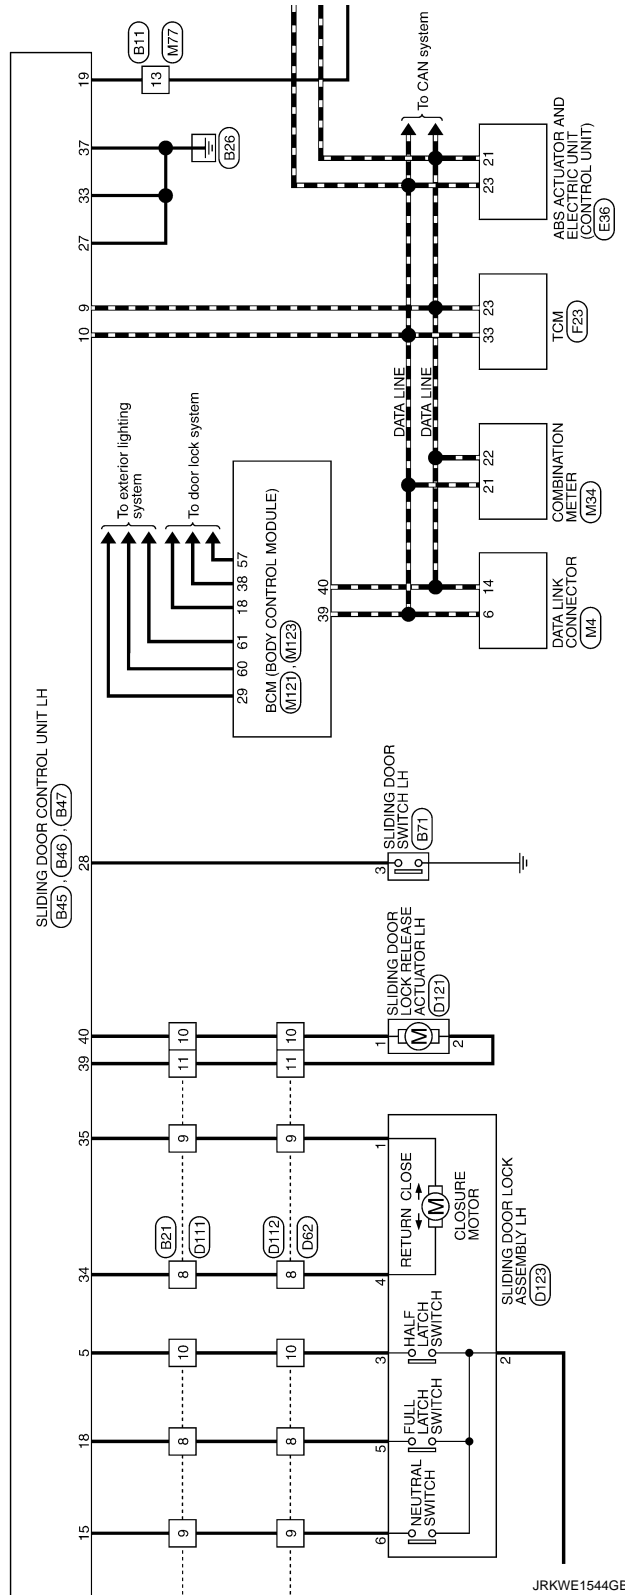 SLIDING DOOR CONTROL UNIT LH
B45 , B46 , B47
15
18
5
34
35
39
40
28
10
9
27
33
37
19
B11
M77
13
B26
9
8
10
8
9
11
10
B21
D111
9
8
10
8
9
11
10
D112
D62
6
5
3
4
1
NEUTRAL
SWITCH
FULL
LATCH
SWITCH
HALF
LATCH
SWITCH
RETURN CLOSE
M
CLOSURE
MOTOR
2
SLIDING DOOR LOCK
ASSEMBLY LH
D123
1
M
2
SLIDING DOOR
LOCK RELEASE
ACTUATOR LH
D121
3
SLIDING DOOR
SWITCH LH
B71
To exterior lighting
system
To door lock system
29
60
61
18
38
57
BCM (BODY CONTROL MODULE)
M121 , M123
39
40
DATA LINE
DATA LINE
To CAN system
6
14
DATA LINK
CONNECTOR
M4
21
22
COMBINATION
METER
M34
33
23
TCM
F23
23
21
ABS ACTUATOR AND
ELECTRIC UNIT
(CONTROL UNIT)
E36
JRKWE1544GE